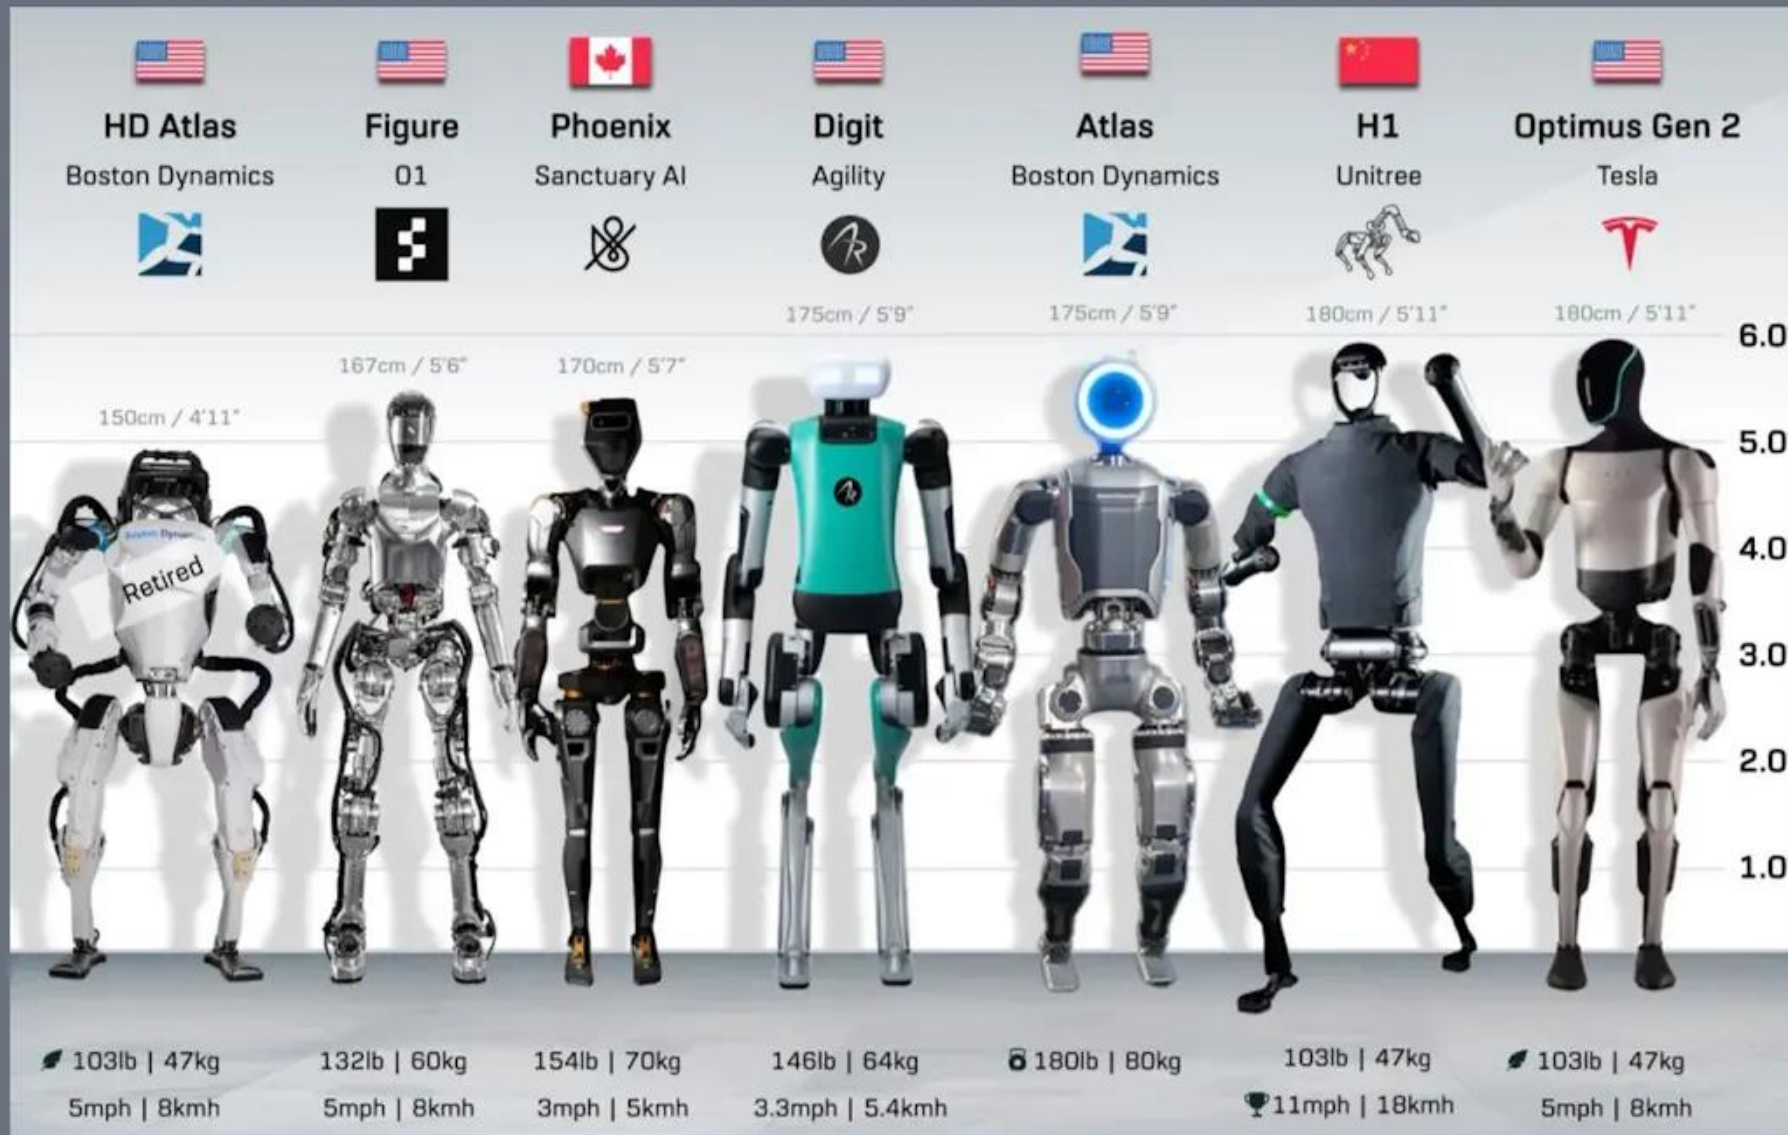 HD Atlas
Boston Dynamics
150cm / 4'11"
Boston Dynam
Retired
103lb | 47kg
5mph | 8kmh
Figure
01
167cm / 5'6"
132lb | 60kg
5mph | 8kmh
Phoenix
Sanctuary AI
170cm / 5'7"
154lb | 70kg
3mph | 5kmh
Digit
Agility
AR
175cm / 5'9"
AR
146lb | 64kg
3.3mph | 5.4kmh
Atlas
Boston Dynamics
175cm / 5'9"
180lb | 80kg
H1
Unitree
180cm / 5'11"
103lb | 47kg
11mph | 18kmh
Optimus Gen 2
Tesla
180cm / 5'11"
103lb | 47kg
5mph | 8kmh
6.0
5.0
4.0
3.0
2.0
1.0